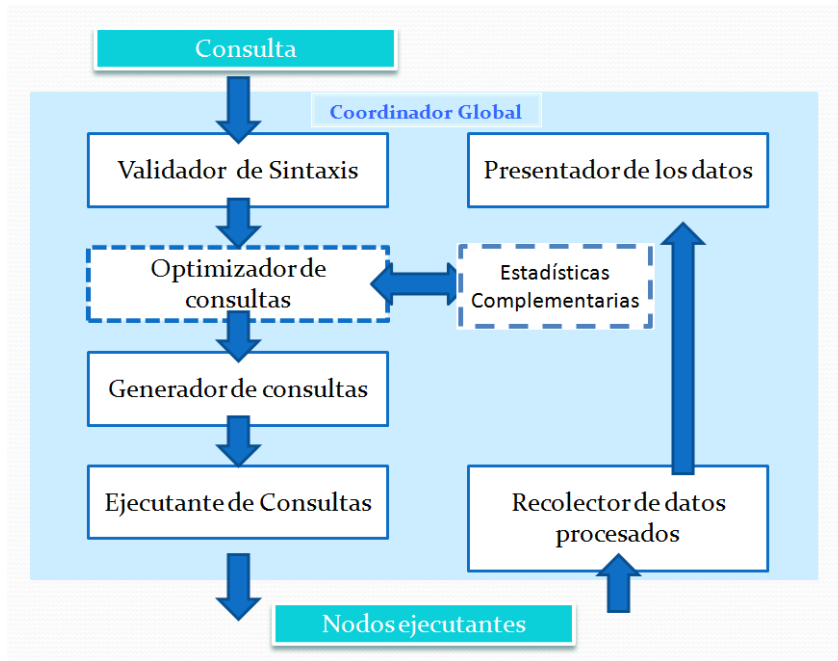 Consulta
Coordinador Global
Validador de Sintaxis
Presentador de los datos
Optimizador de
consultas
Estadísticas
Complementarias
Generador de consultas
Ejecutante de Consultas
Recolector de datos
procesados
Nodos ejecutantes